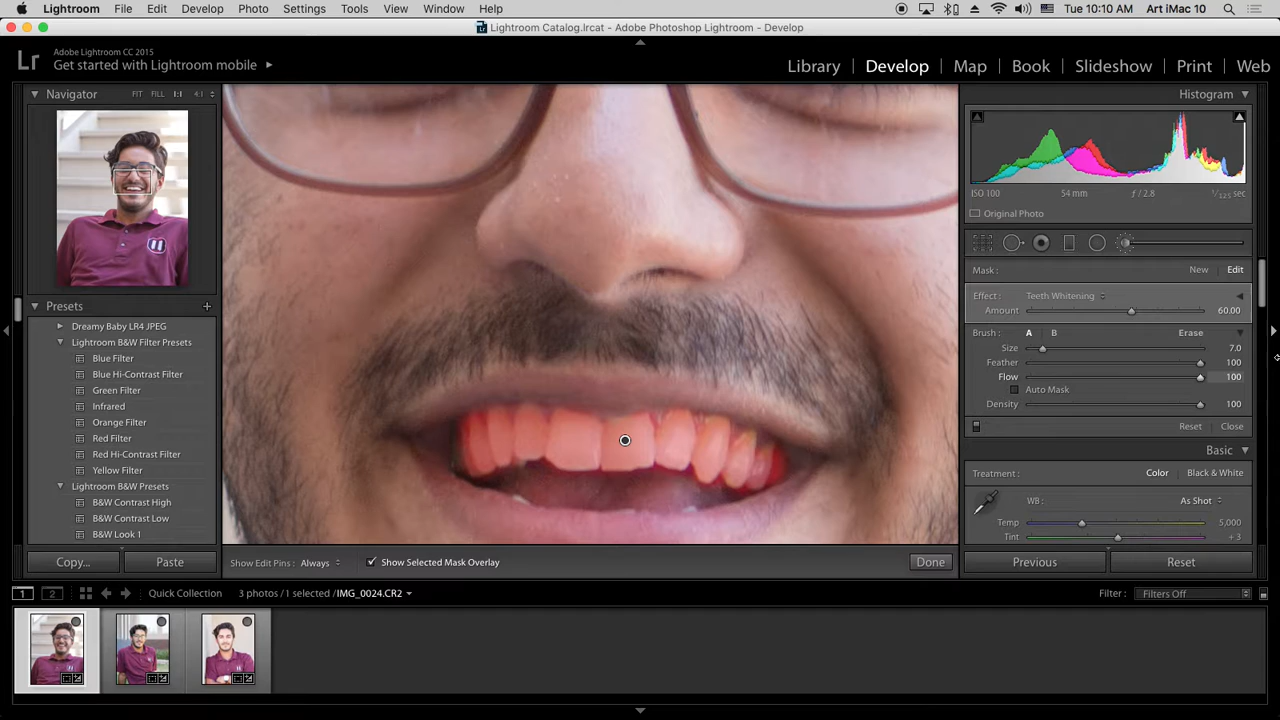 Lightroom File Edit Develop Photo Settings Tools View Window Help Tue 10:10 AM Art iMac 10
Lightroom Catalog.lrcat - Adobe Photoshop Lightroom - Develop
Lr
Adobe Lightroom CC 2015
Get started with Lightroom mobile ▶
Library | Develop | Map | Book | Slideshow | Print | Web
Navigator FIT FILL 1:1 4:1
Histogram
ISO 100 54 mm ƒ / 2.8 1/125 sec
Original Photo
Mask : New Edit
Effect : Teeth Whitening
Amount 60.00
Brush : A B Erase
Size 7.0
Feather 100
Flow 100
Auto Mask
Density 100
Reset Close
Basic
Treatment : Color Black & White
WB : As Shot
Temp 5,000
Tint + 3
Previous Reset
Presets +
Dreamy Baby LR4 JPEG
Lightroom B&W Filter Presets
Blue Filter
Blue Hi-Contrast Filter
Green Filter
Infrared
Orange Filter
Red Filter
Red Hi-Contrast Filter
Yellow Filter
Lightroom B&W Presets
B&W Contrast High
B&W Contrast Low
B&W Look 1
Copy... Paste
Show Edit Pins : Always Show Selected Mask Overlay Done
1 2 Quick Collection 3 photos / 1 selected / IMG_0024.CR2 Filter : Filters Off